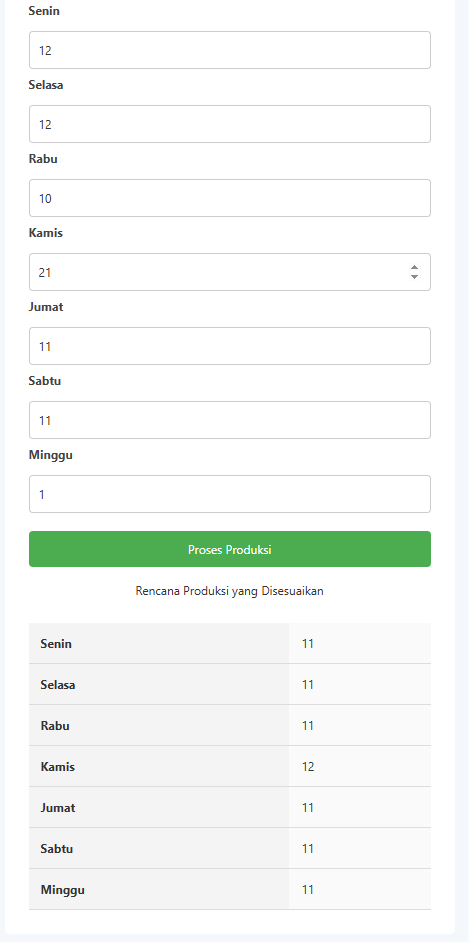 Senin
12
Selasa
12
Rabu
10
Kamis
21
Jumat
11
Sabtu
11
Minggu
1
Proses Produksi
Rencana Produksi yang Disesuaikan
Senin 11
Selasa 11
Rabu 11
Kamis 12
Jumat 11
Sabtu 11
Minggu 11